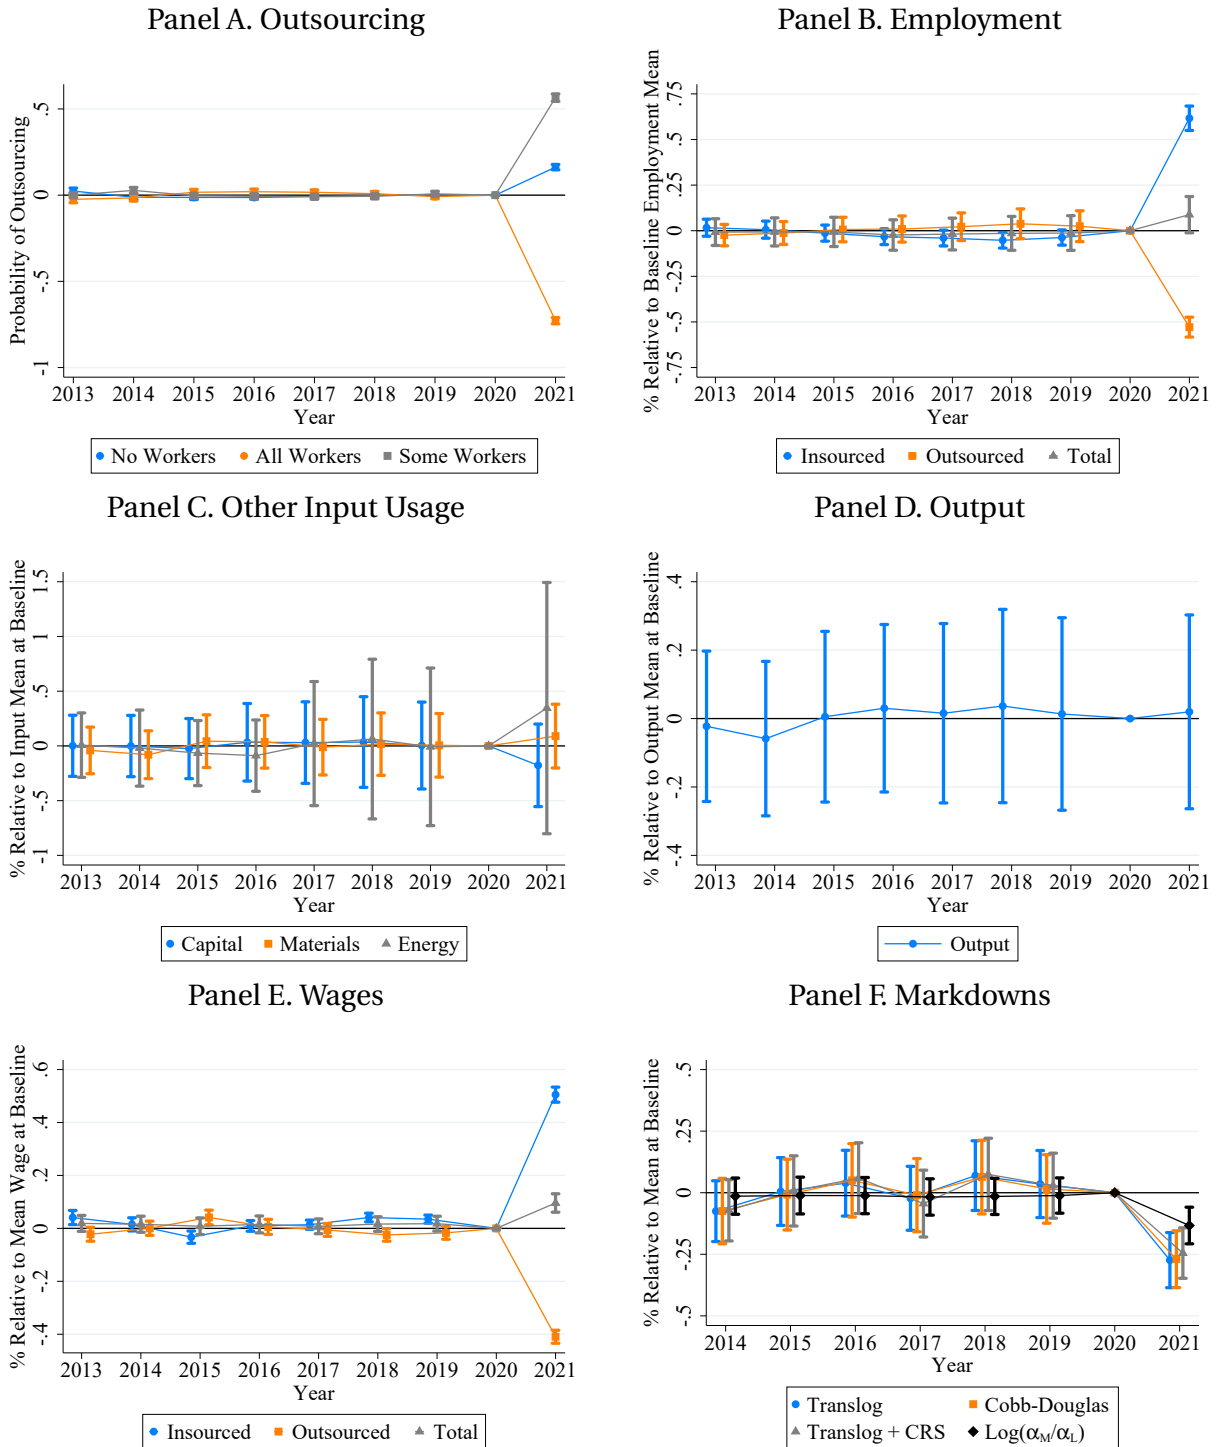 Panel A. Outsourcing
Probability of Outsourcing
.5
0
-.5
-1
2013 2014 2015 2016 2017 2018 2019 2020 2021
Year
No Workers All Workers Some Workers
Panel B. Employment
% Relative to Baseline Employment Mean
.75
.5
.25
0
-.25
-.5
-.75
2013 2014 2015 2016 2017 2018 2019 2020 2021
Year
Insourced Outsourced Total
Panel C. Other Input Usage
% Relative to Input Mean at Baseline
1.5
1
.5
0
-.5
-1
2013 2014 2015 2016 2017 2018 2019 2020 2021
Year
Capital Materials Energy
Panel D. Output
% Relative to Output Mean at Baseline
.4
.2
0
-.2
-.4
2013 2014 2015 2016 2017 2018 2019 2020 2021
Year
Output
Panel E. Wages
% Relative to Mean Wage at Baseline
.6
.4
.2
0
-.2
-.4
2013 2014 2015 2016 2017 2018 2019 2020 2021
Year
Insourced Outsourced Total
Panel F. Markdowns
% Relative to Mean at Baseline
.5
.25
0
-.25
-.5
2014 2015 2016 2017 2018 2019 2020 2021
Year
Translog Cobb-Douglas
Translog + CRS Log(α_M/α_L)